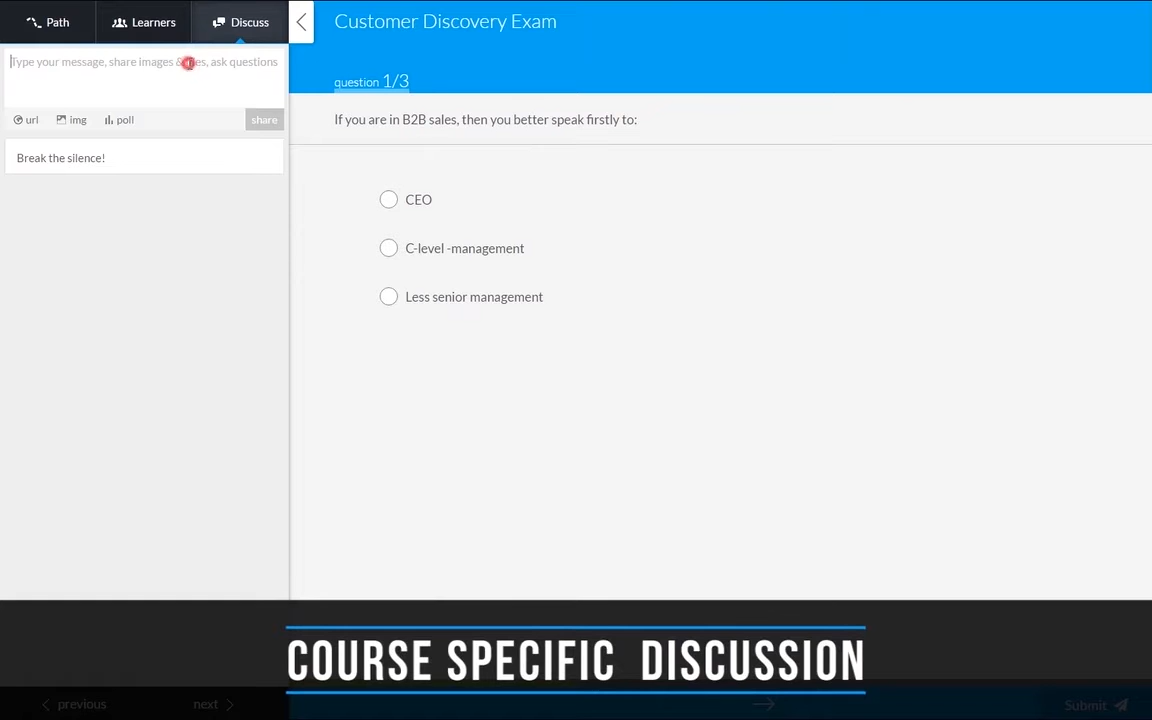 Path
Learners
Discuss
Customer Discovery Exam
Type your message, share images & es, ask questions
question 1/3
url
img
poll
share
If you are in B2B sales, then you better speak firstly to:
Break the silence!
CEO
C-level -management
Less senior management
COURSE SPECIFIC DISCUSSION
previous
next
Submit